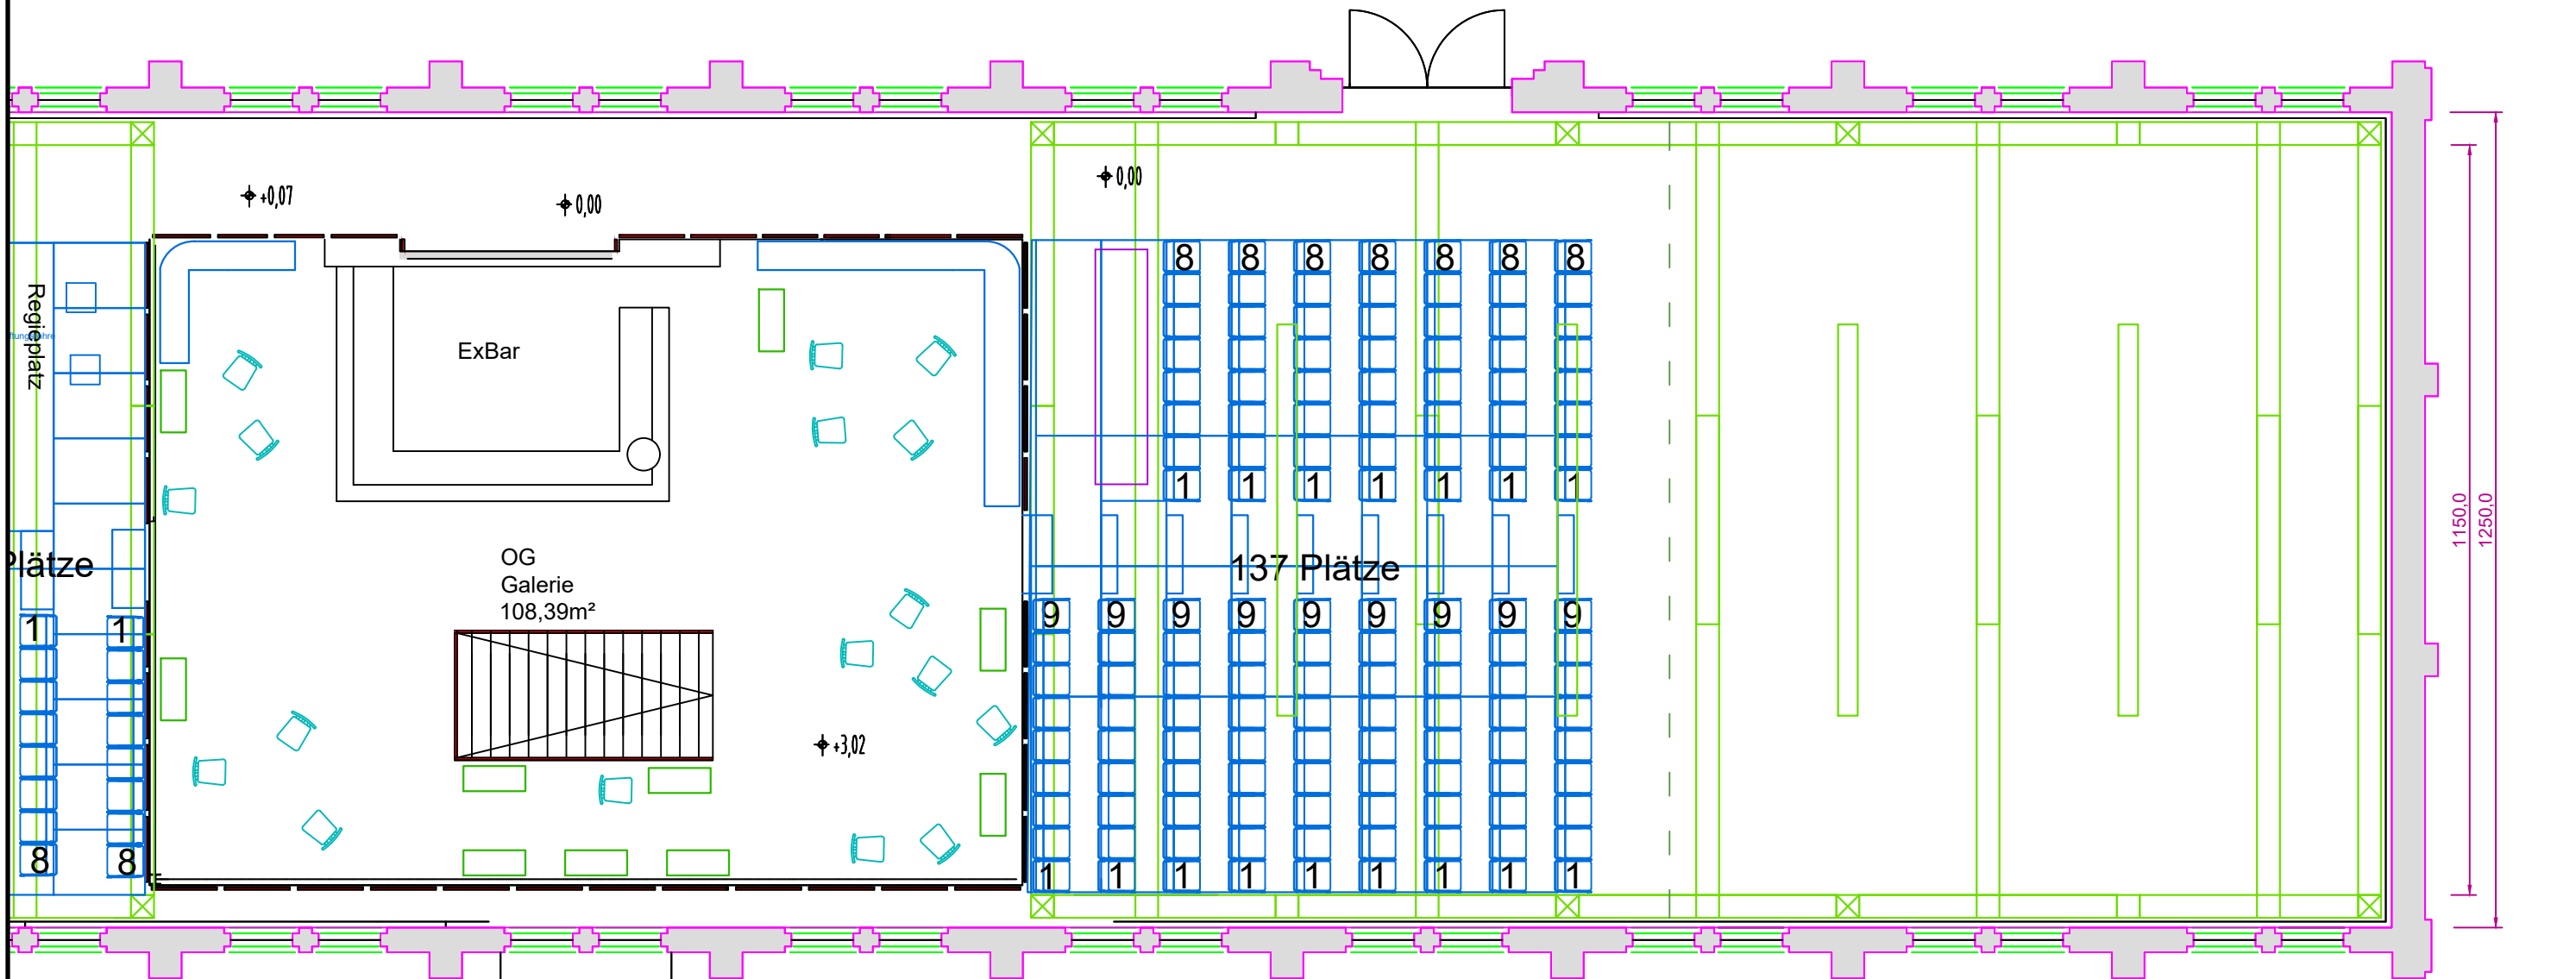 +0,07
0,00
0,00
8 8 8 8 8 8 8
Regieplatz
ExBar
1 1 1 1 1 1 1
1150,0
1250,0
OG
Galerie
108,39m²
Plätze
137 Plätze
1 1
9 9 9 9 9 9 9 9 9
+3,02
8 8
1 1 1 1 1 1 1 1 1